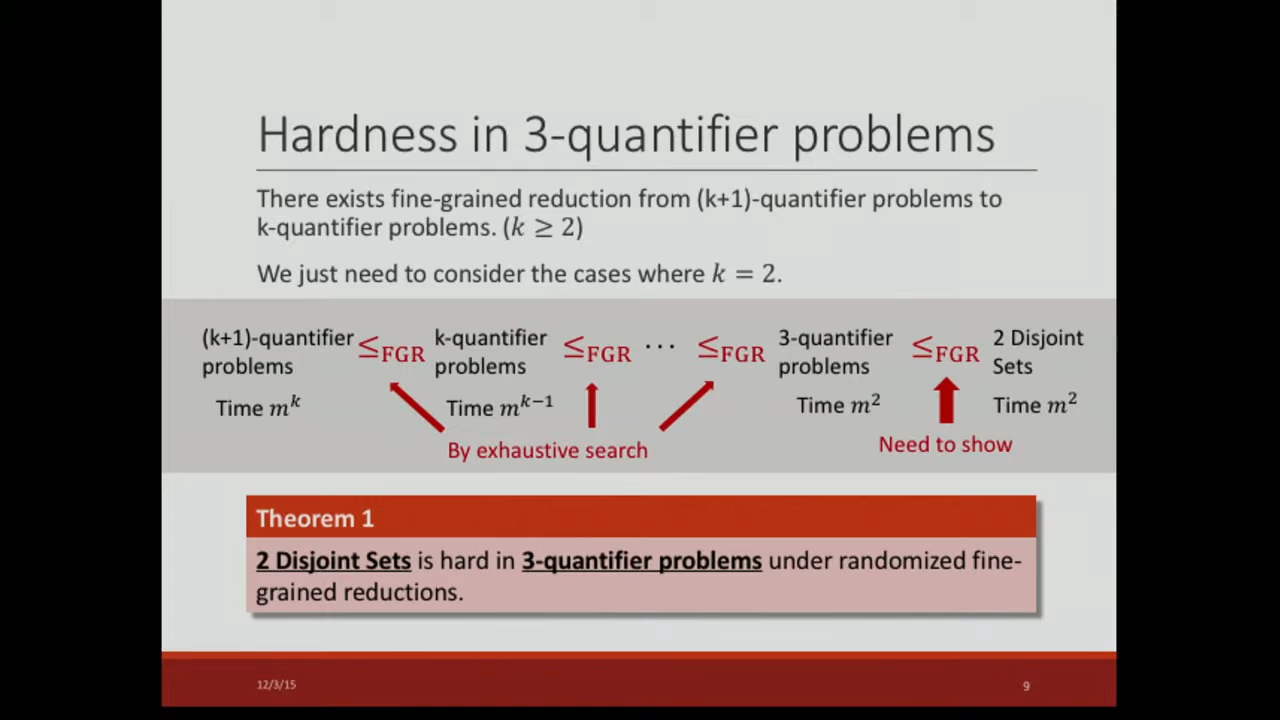 Hardness in 3-quantifier problems
There exists fine-grained reduction from (k+1)-quantifier problems to
k-quantifier problems. (k ≥ 2)
We just need to consider the cases where k = 2.
(k+1)-quantifier problems
≤FGR
k-quantifier problems
≤FGR
···
≤FGR
3-quantifier problems
≤FGR
2 Disjoint Sets
Time m^k
Time m^{k−1}
Time m^2
Time m^2
By exhaustive search
Need to show
Theorem 1
2 Disjoint Sets is hard in 3-quantifier problems under randomized fine-
grained reductions.
12/3/15
9